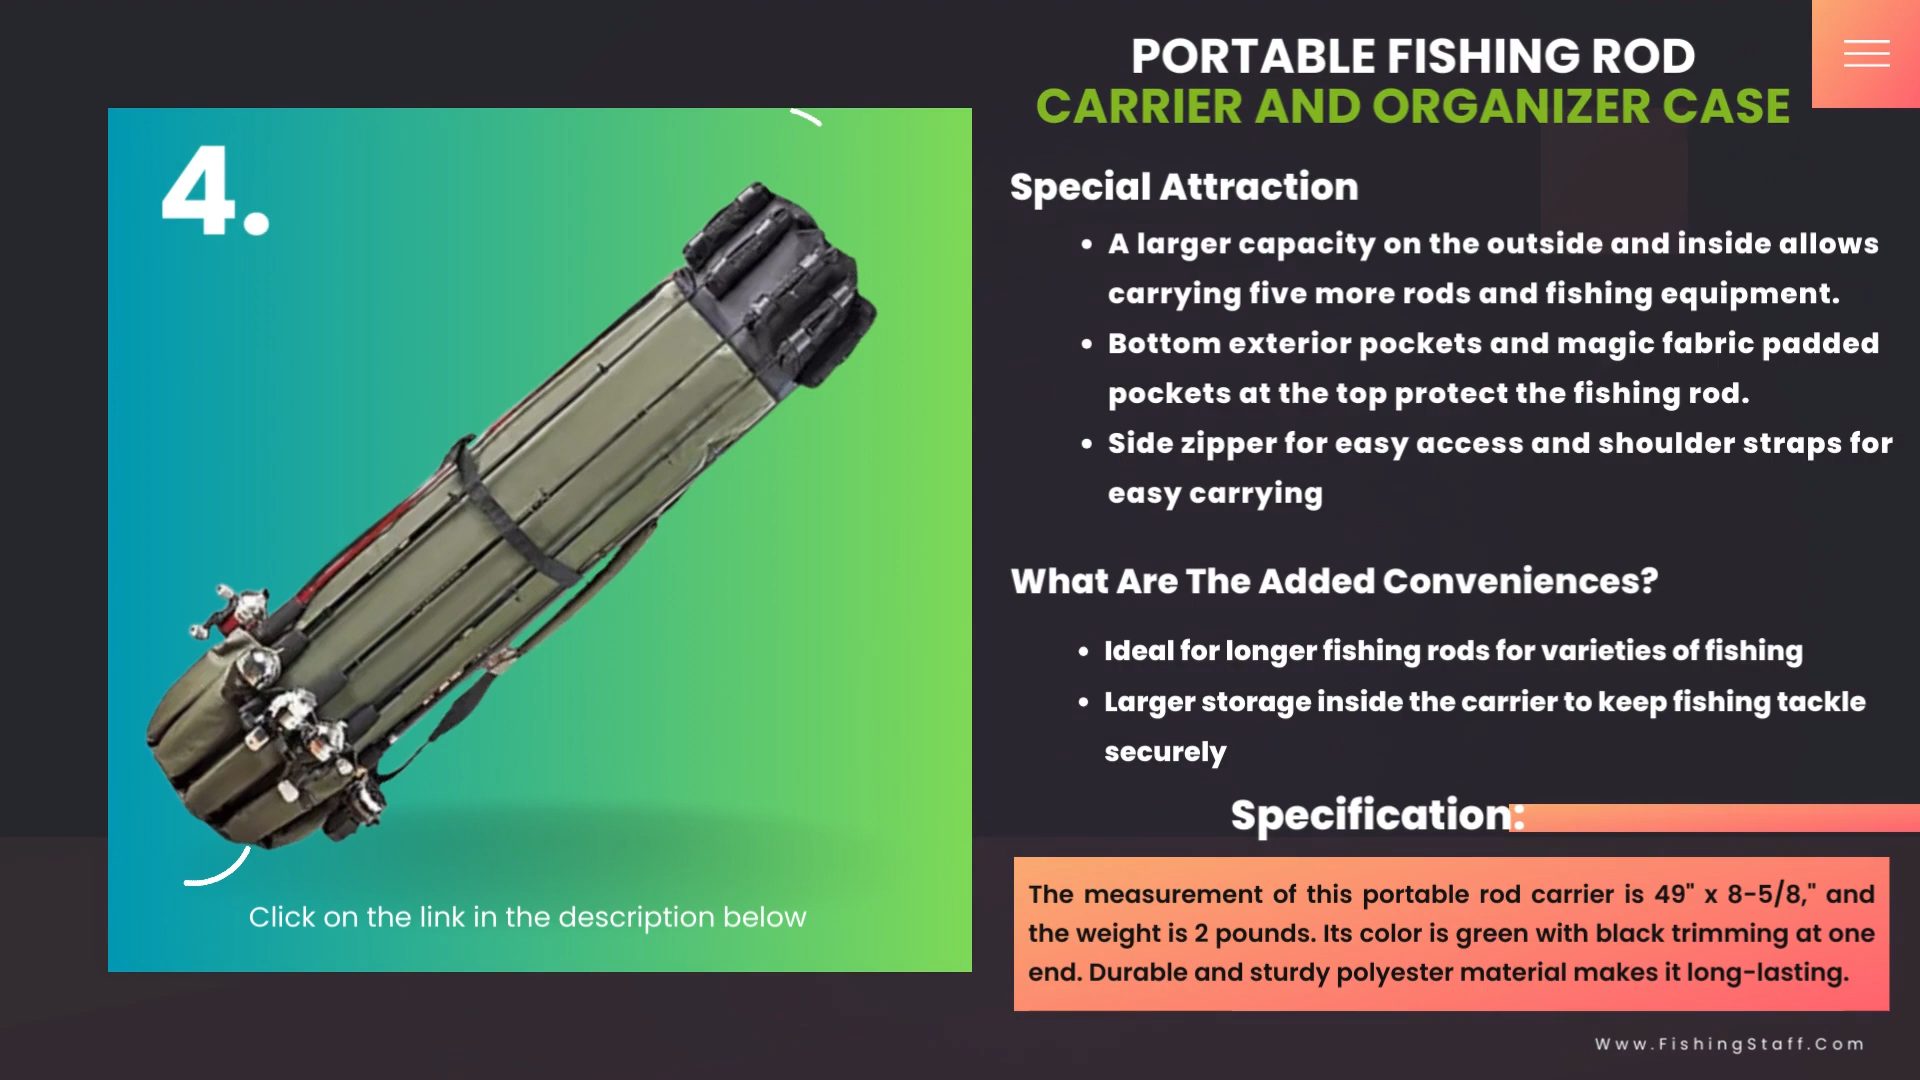 4.
Click on the link in the description below
PORTABLE FISHING ROD
CARRIER AND ORGANIZER CASE
Special Attraction
• A larger capacity on the outside and inside allows
carrying five more rods and fishing equipment.
• Bottom exterior pockets and magic fabric padded
pockets at the top protect the fishing rod.
• Side zipper for easy access and shoulder straps for
easy carrying
What Are The Added Conveniences?
• Ideal for longer fishing rods for varieties of fishing
• Larger storage inside the carrier to keep fishing tackle
securely
Specification:
The measurement of this portable rod carrier is 49" x 8-5/8," and
the weight is 2 pounds. Its color is green with black trimming at one
end. Durable and sturdy polyester material makes it long-lasting.
Www.FishingStaff.Com